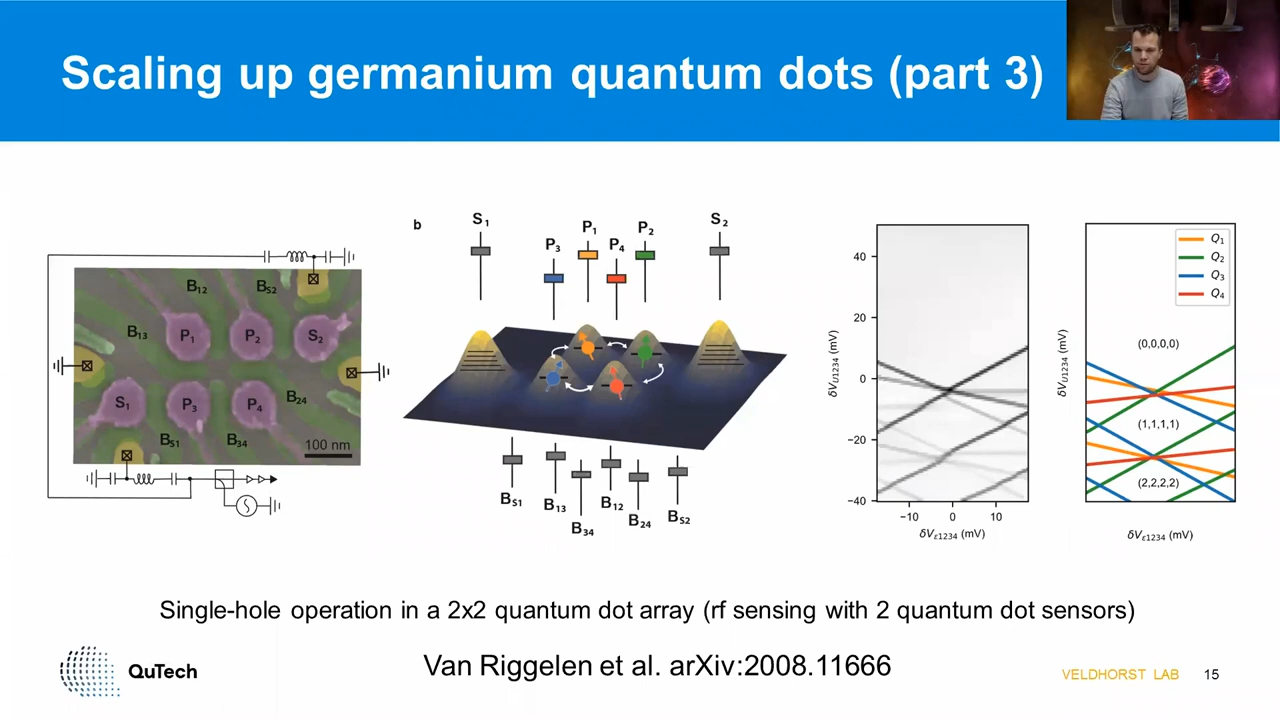 Scaling up germanium quantum dots (part 3)
B12
BS2
B13
P1
P2
S2
S1
P3
P4
B24
BS1
B34
100 nm
b
S1
P3
P1
P4
P2
S2
BS1
B13
B34
B12
B24
BS2
δVU1234 (mV)
40
20
0
−20
−40
−10
0
10
δVε1234 (mV)
δVU1234 (mV)
Q1
Q2
Q3
Q4
(0,0,0,0)
(1,1,1,1)
(2,2,2,2)
δVε1234 (mV)
Single-hole operation in a 2x2 quantum dot array (rf sensing with 2 quantum dot sensors)
Van Riggelen et al. arXiv:2008.11666
QuTech
VELDHORST LAB
15